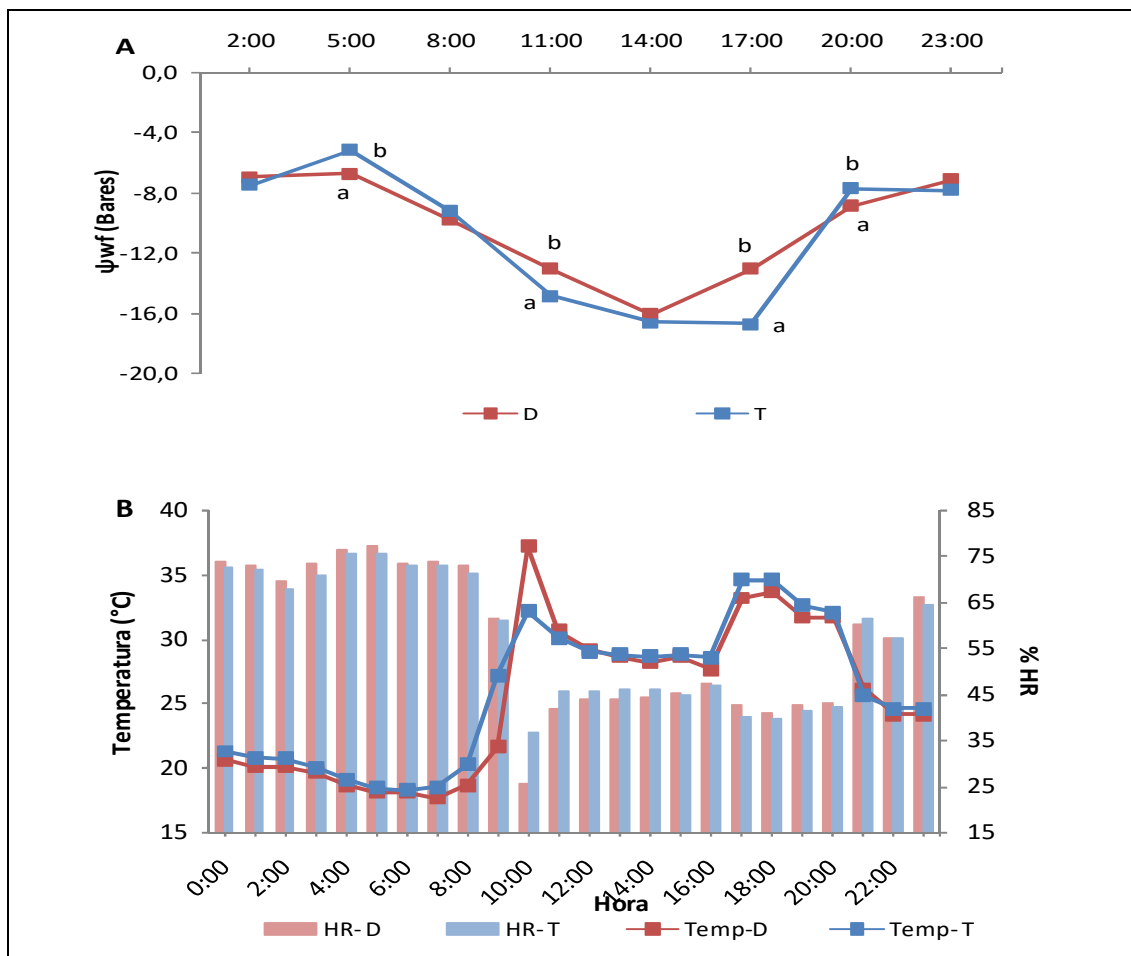 A
2:00 5:00 8:00 11:00 14:00 17:00 20:00 23:00
0,0
-4,0
-8,0
-12,0
-16,0
-20,0
ψwf (Bares)
b
a
b
a
b
a
b
a
D T
B
40
35
30
25
20
15
Temperatura (°C)
85
75
65
55
45
35
25
15
% HR
0:00 2:00 4:00 6:00 8:00 10:00 12:00 14:00 16:00 18:00 20:00 22:00
Hora
HR-D HR-T Temp-D Temp-T